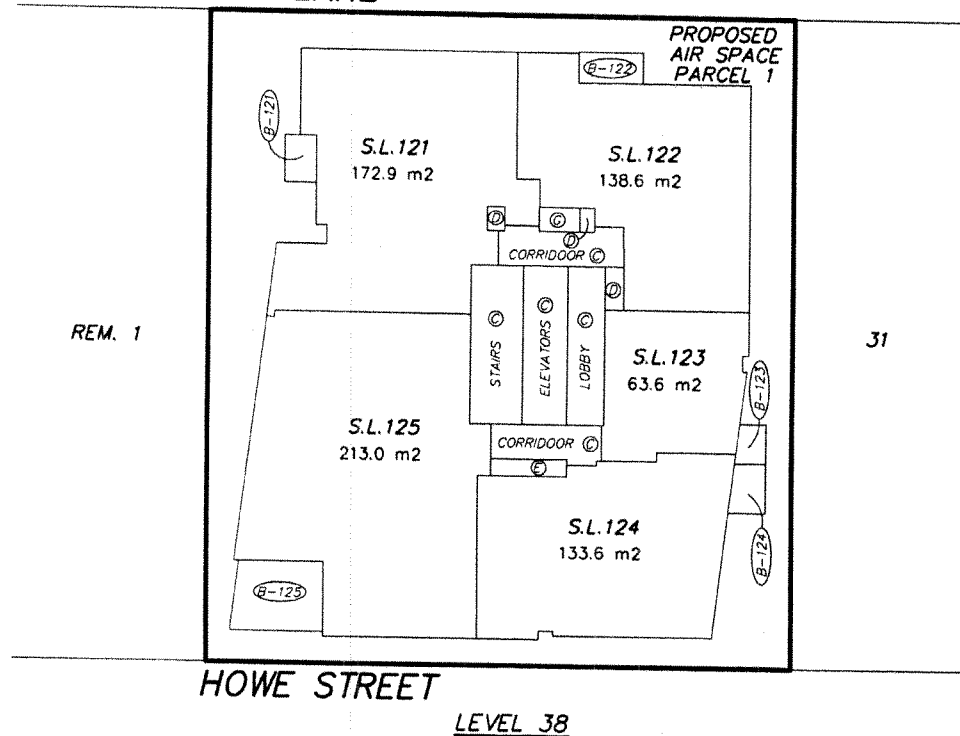 PROPOSED
AIR SPACE
PARCEL 1
B-122
B-121
S.L.121
172.9 m2
S.L.122
138.6 m2
D
G
D
CORRIDOOR C
D
REM. 1
31
STAIRS C
ELEVATORS C
LOBBY C
S.L.123
63.6 m2
B-123
S.L.125
213.0 m2
CORRIDOOR C
E
S.L.124
133.6 m2
B-124
B-125
HOWE STREET
LEVEL 38